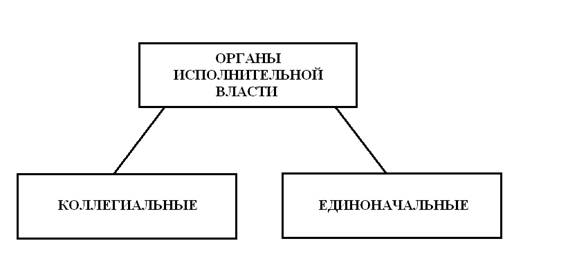 ОРГАНЫ
ИСПОЛНИТЕЛЬНОЙ
ВЛАСТИ
КОЛЛЕГИАЛЬНЫЕ
ЕДИНОНАЧАЛЬНЫЕ